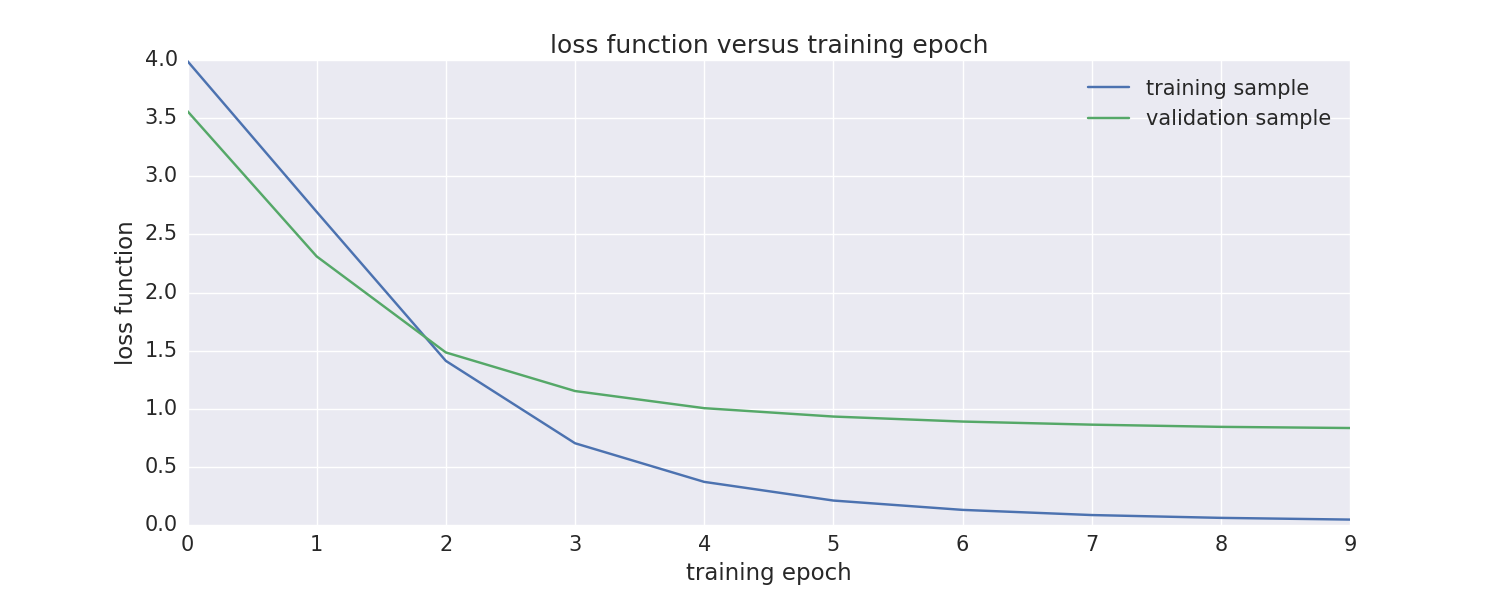 loss function versus training epoch
4.0
3.5
3.0
2.5
2.0
1.5
1.0
0.5
0.0
loss function
training sample
validation sample
0 1 2 3 4 5 6 7 8 9
training epoch